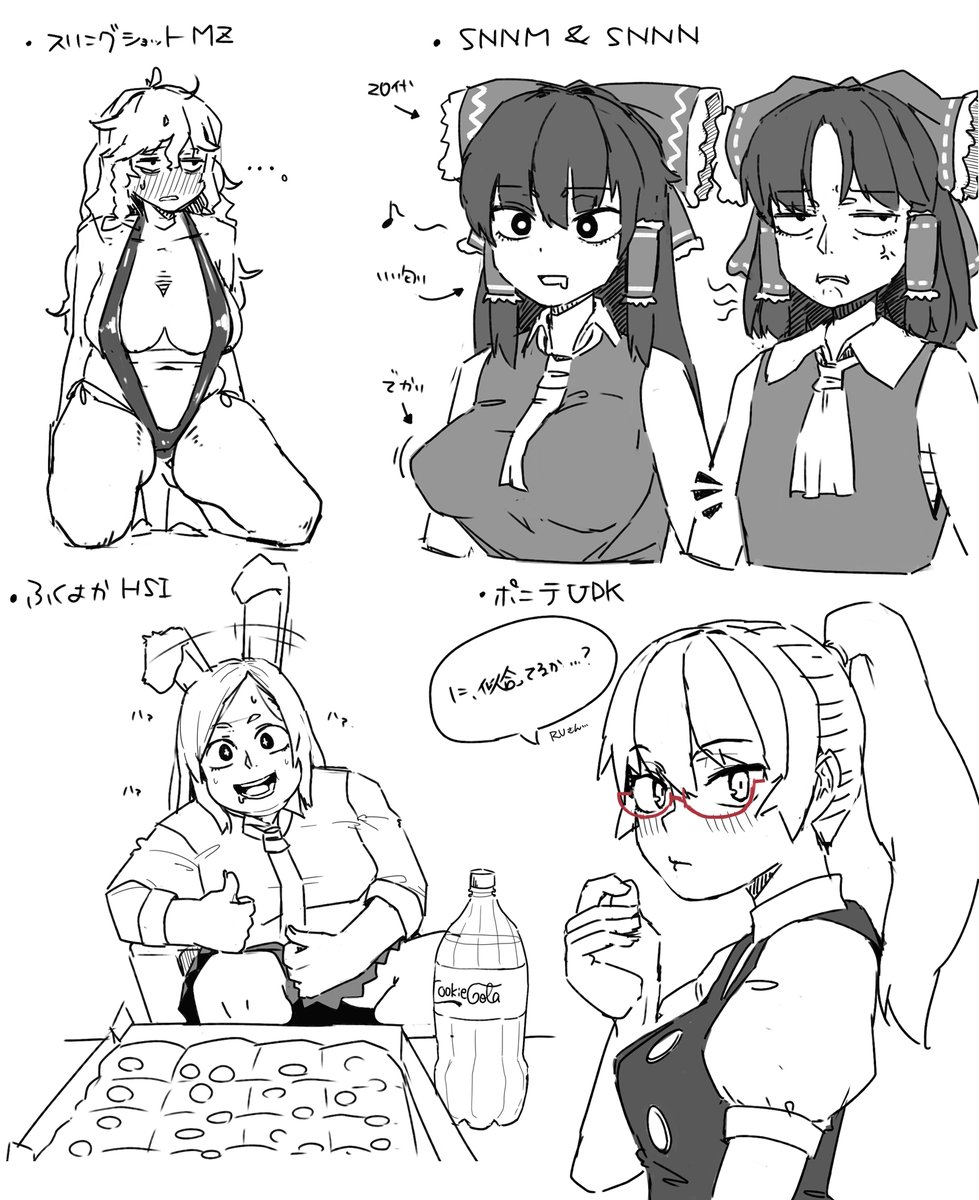 ・スリングショットMZ
....。
・SNNM & SNNN
20代
♪
いい匂い
でかい
・ふくよかHSI
ハァ
ハァ
ハァ
・ポニテUDK
に、似合ってるか…?
RUさん…
CookieCola